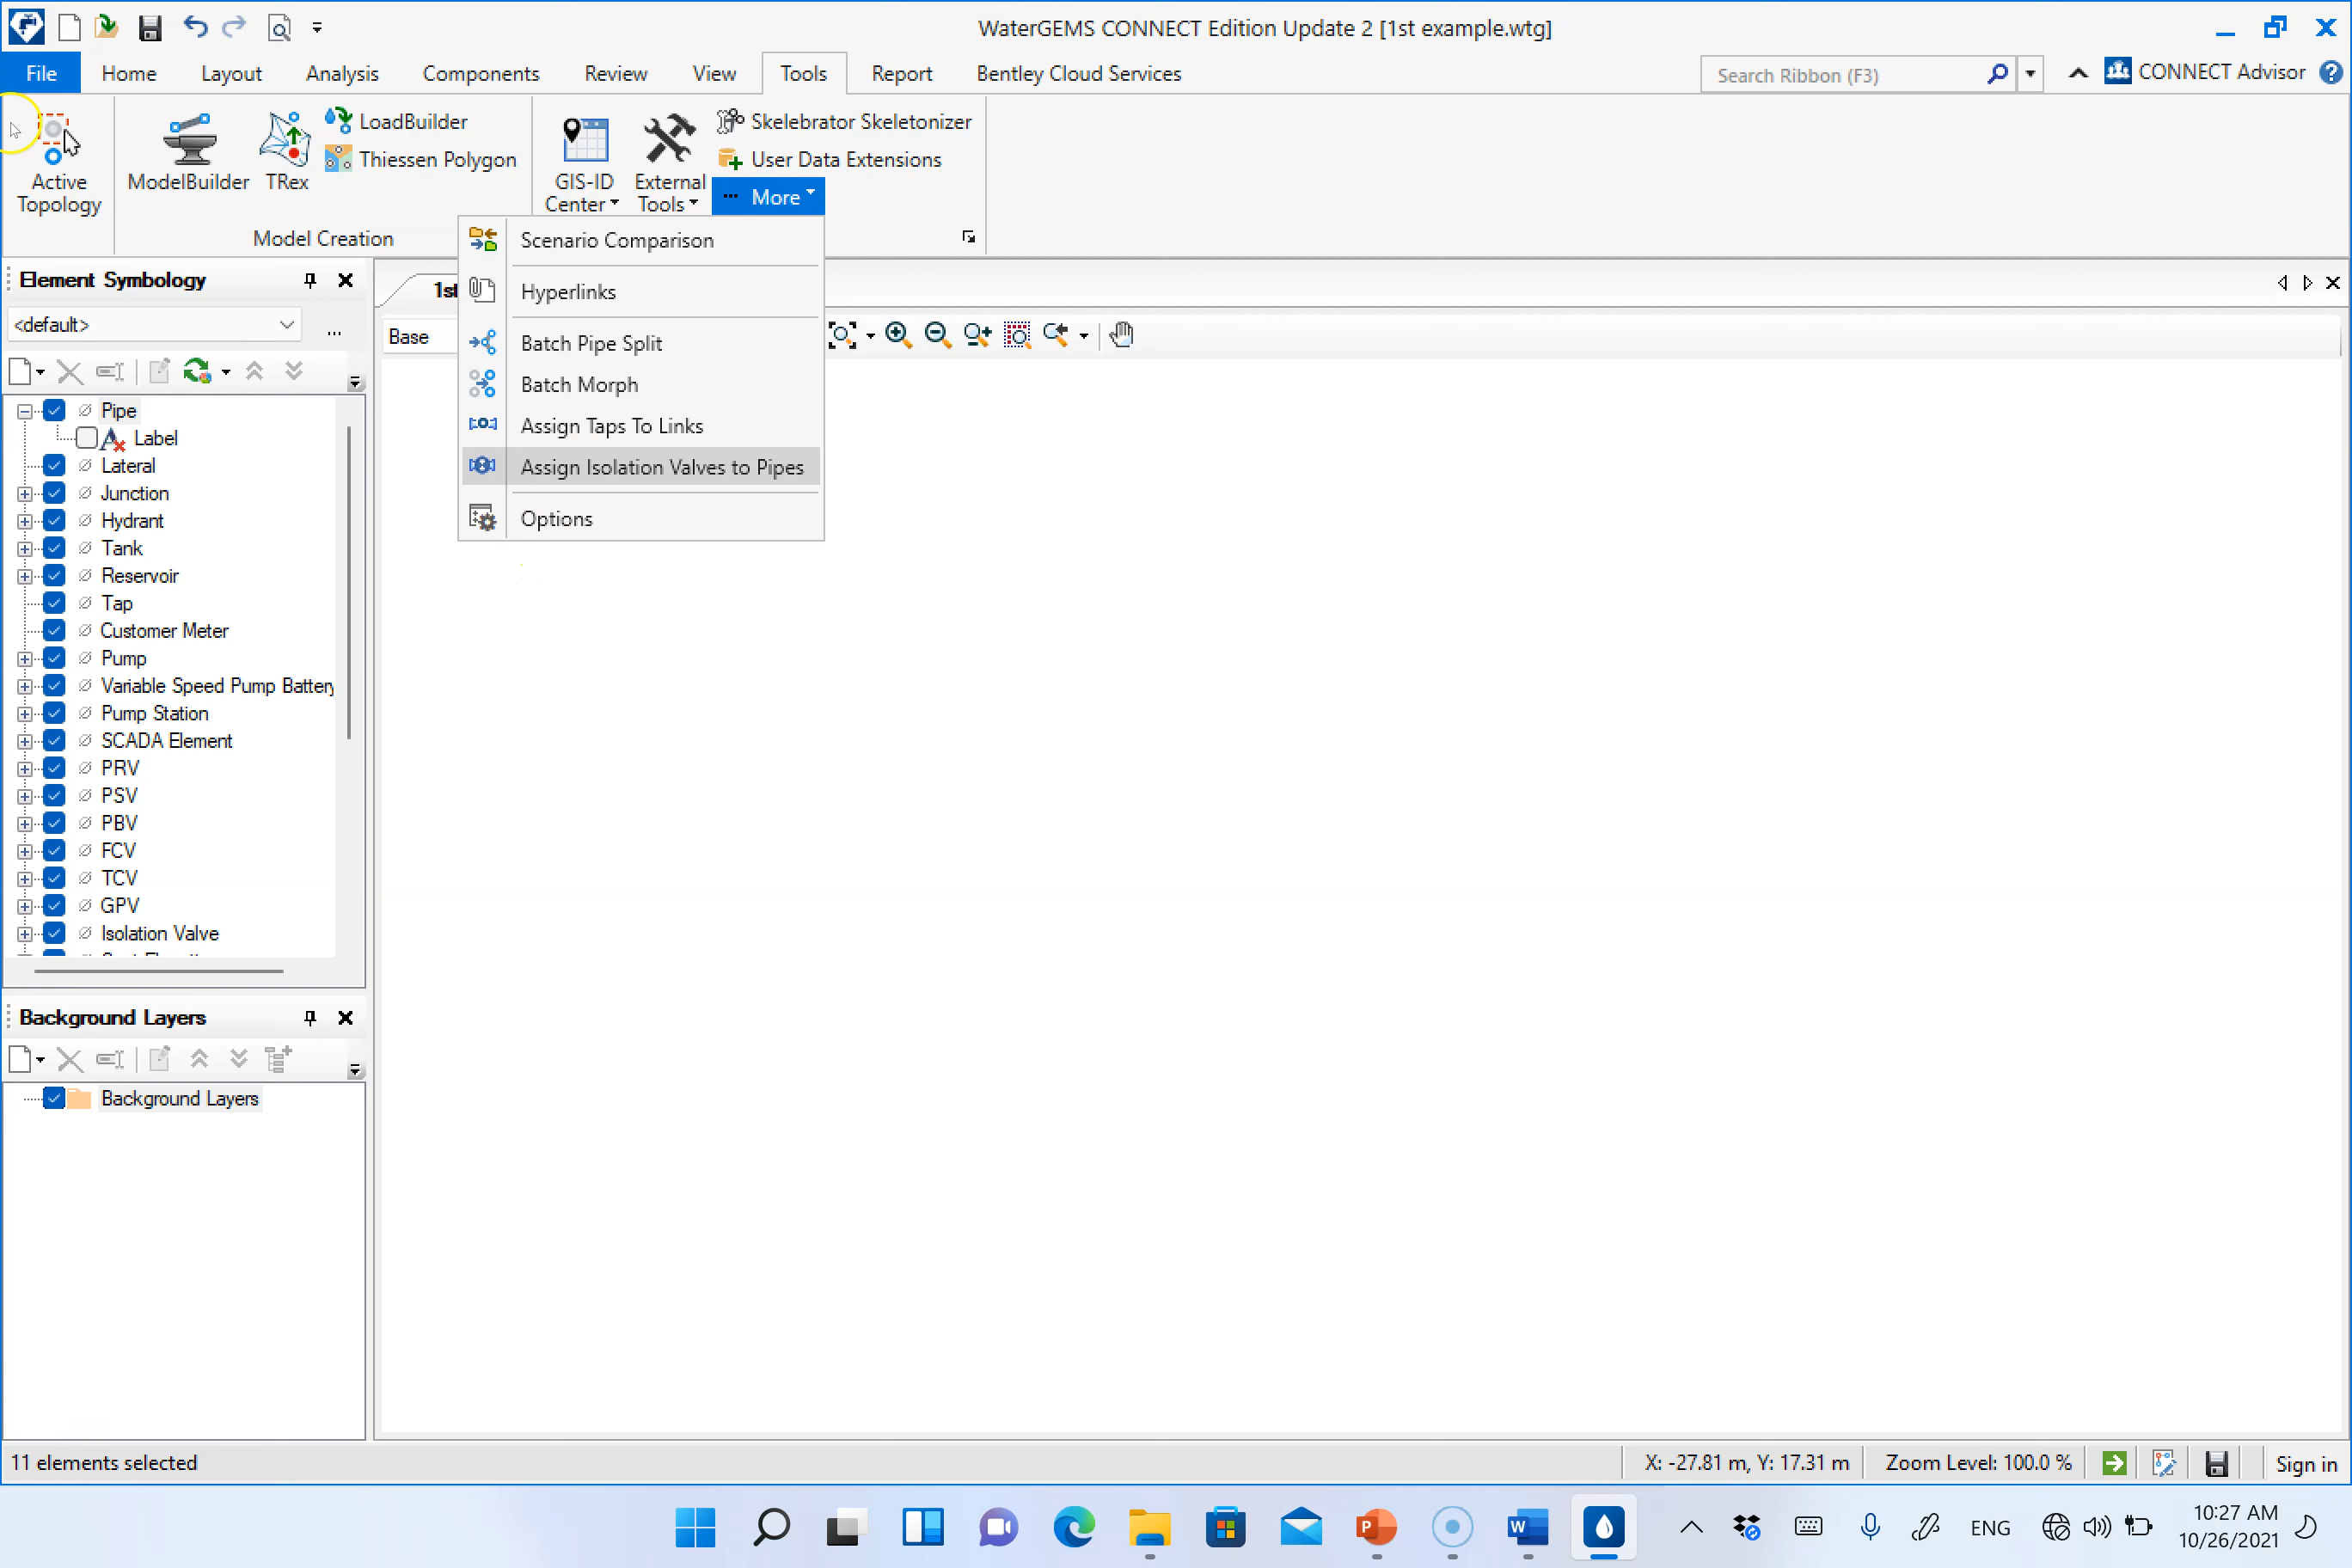 WaterGEMS CONNECT Edition Update 2 [1st example.wtg]
File Home Layout Analysis Components Review View Tools Report Bentley Cloud Services
Search Ribbon (F3)
CONNECT Advisor
Active Topology
ModelBuilder
TRex
LoadBuilder
Thiessen Polygon
Model Creation
GIS-ID Center
External Tools
Skelebrator Skeletonizer
User Data Extensions
More
Scenario Comparison
Hyperlinks
Batch Pipe Split
Batch Morph
Assign Taps To Links
Assign Isolation Valves to Pipes
Options
Element Symbology
<default>
...
Pipe
Label
Lateral
Junction
Hydrant
Tank
Reservoir
Tap
Customer Meter
Pump
Variable Speed Pump Battery
Pump Station
SCADA Element
PRV
PSV
PBV
FCV
TCV
GPV
Isolation Valve
1st
Base
Background Layers
Background Layers
11 elements selected
X: -27.81 m, Y: 17.31 m
Zoom Level: 100.0 %
Sign in
ENG
10:27 AM
10/26/2021